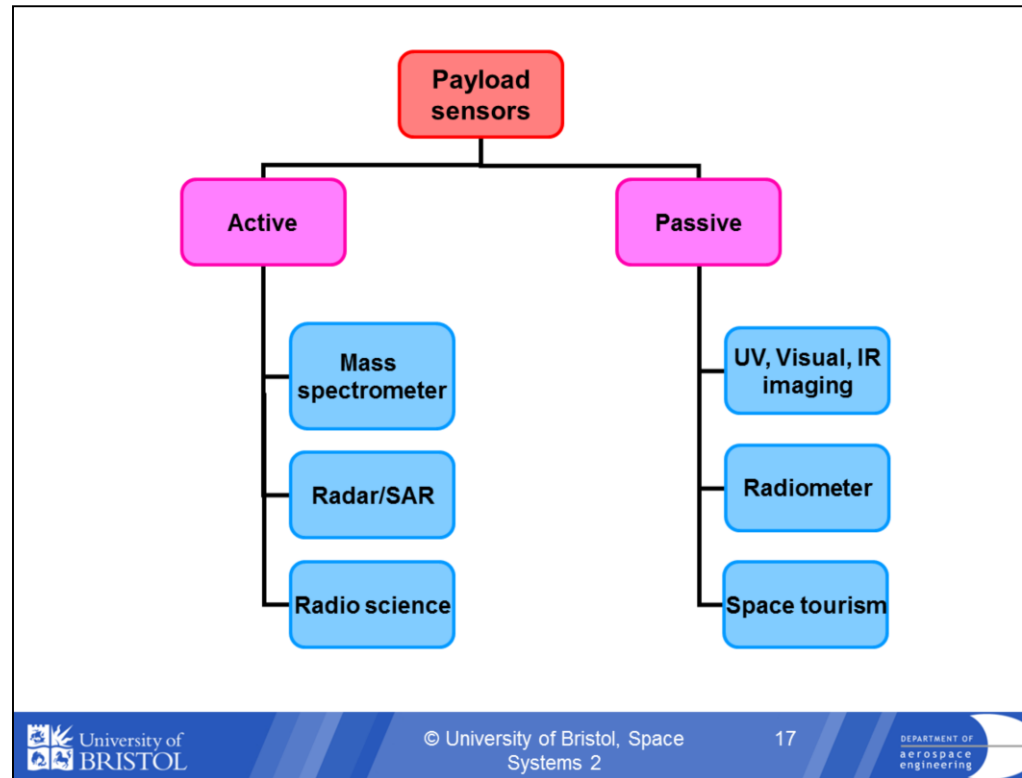 Payload
sensors
Active
Passive
Mass
spectrometer
UV, Visual, IR
imaging
Radar/SAR
Radiometer
Radio science
Space tourism
University of
BRISTOL
© University of Bristol, Space
Systems 2
17
DEPARTMENT OF
aerospace
engineering